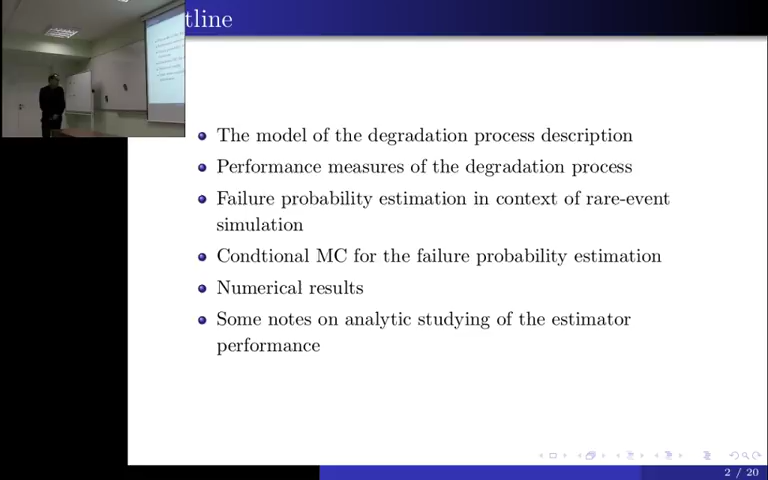 tline
The model of the degradation process description
Performance measures of the degradation process
Failure probability estimation in context of rare-event
simulation
Condtional MC for the failure probability estimation
Numerical results
Some notes on analytic studying of the estimator
performance
2 / 20